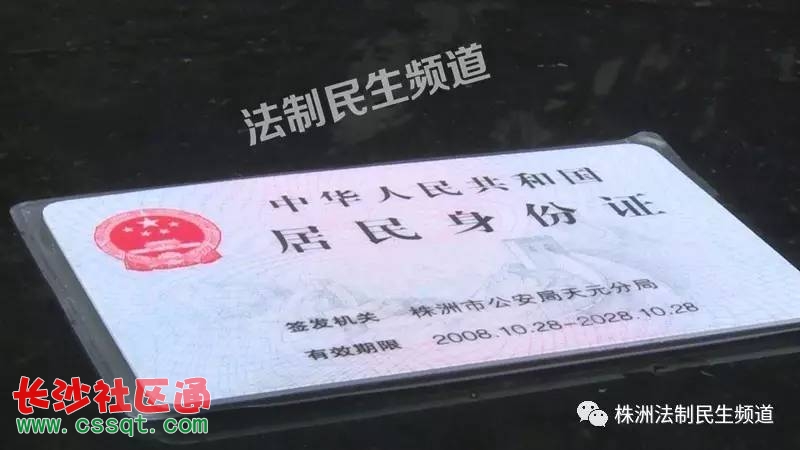 法制民生频道
中华人民共和国
居民身份证
签发机关 株洲市公安局天元分局
有效期限 2008.10.28-2028.10.28
长沙社区通
www.cssqt.com
株洲法制民生频道